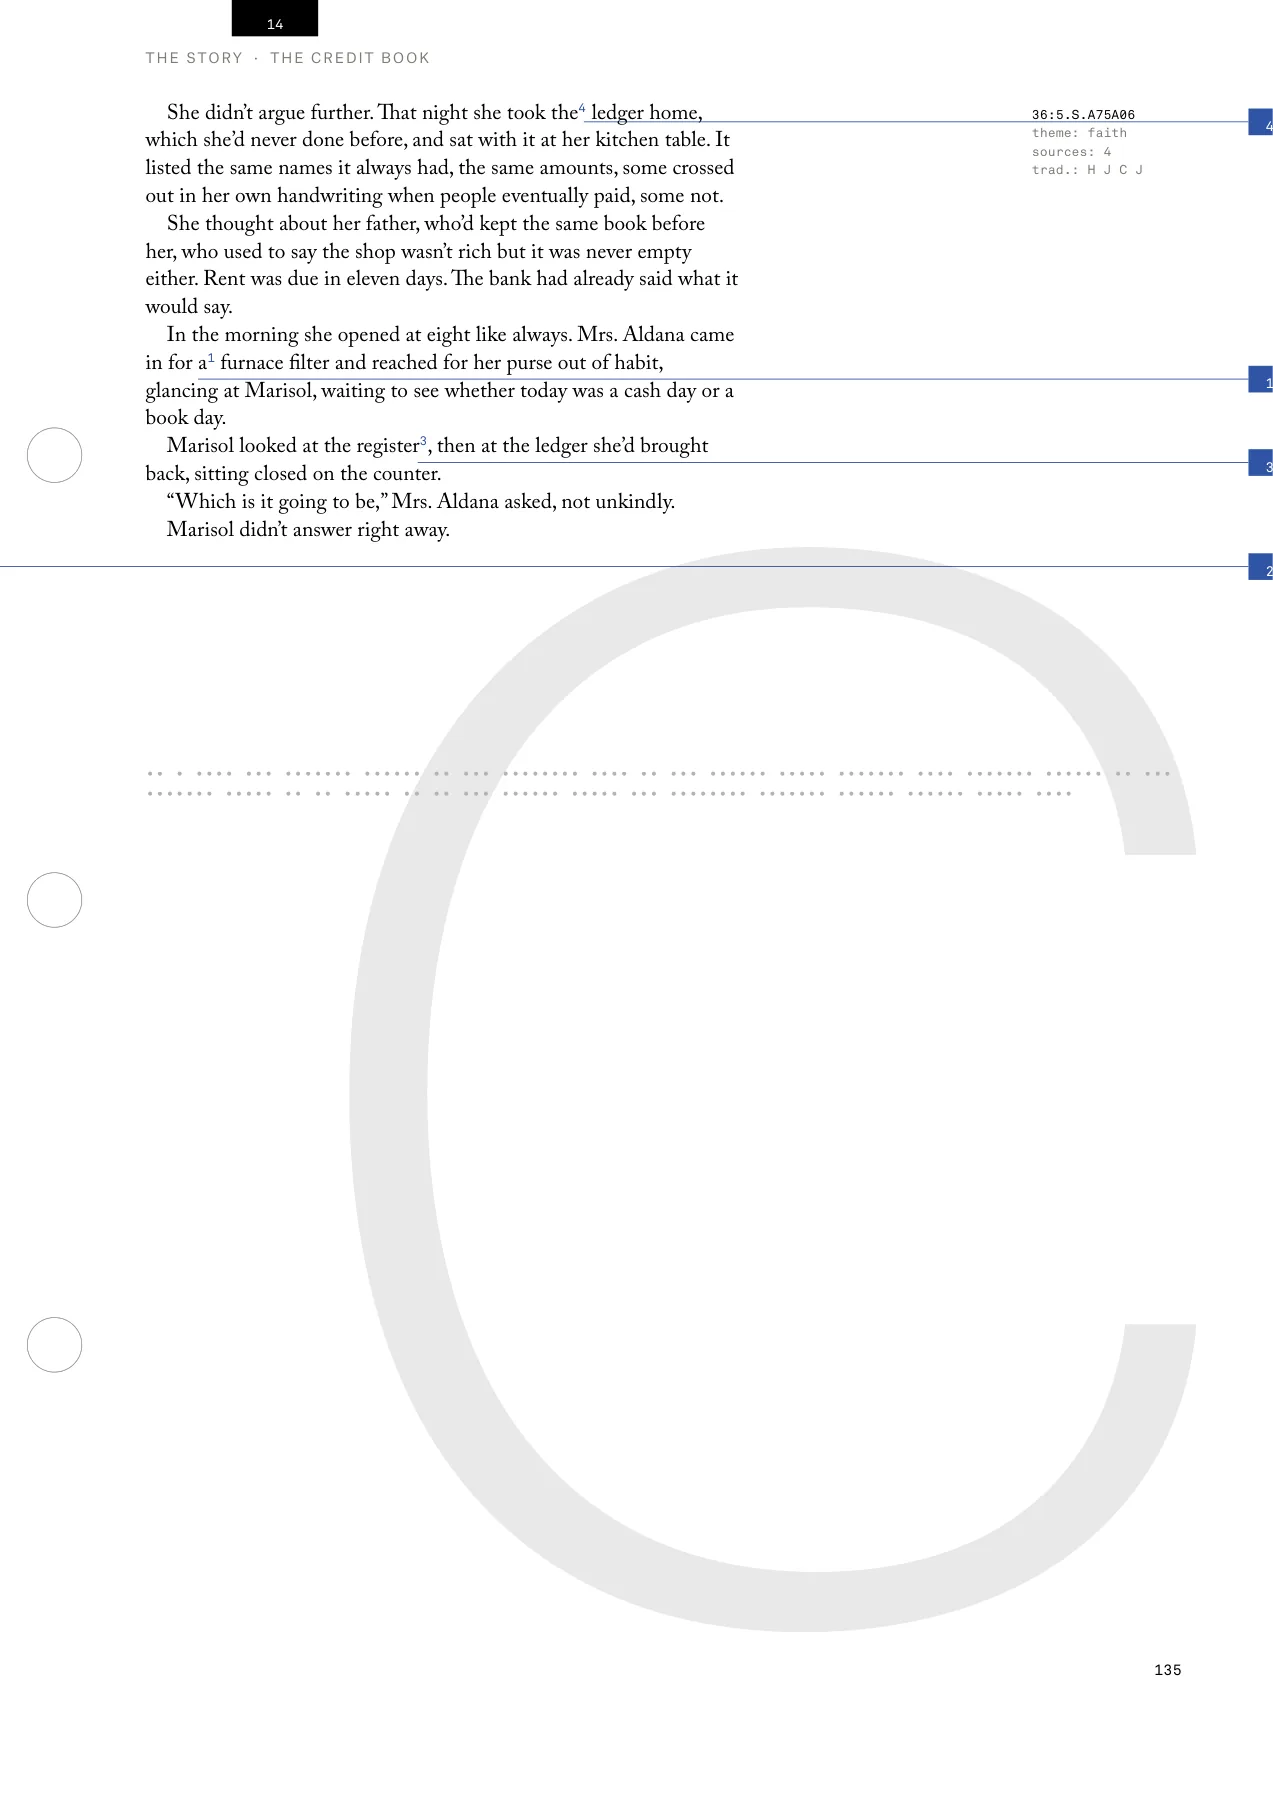 14
THE STORY · THE CREDIT BOOK
She didn’t argue further. That night she took the4 ledger home,
which she’d never done before, and sat with it at her kitchen table. It
listed the same names it always had, the same amounts, some crossed
out in her own handwriting when people eventually paid, some not.
She thought about her father, who’d kept the same book before
her, who used to say the shop wasn’t rich but it was never empty
either. Rent was due in eleven days. The bank had already said what it
would say.
In the morning she opened at eight like always. Mrs. Aldana came
in for a1 furnace filter and reached for her purse out of habit,
glancing at Marisol, waiting to see whether today was a cash day or a
book day.
Marisol looked at the register3, then at the ledger she’d brought
back, sitting closed on the counter.
“Which is it going to be,” Mrs. Aldana asked, not unkindly.
Marisol didn’t answer right away.
36:5.S.A75A06
theme: faith
sources: 4
trad.: H J C J
4
1
3
2
C
135